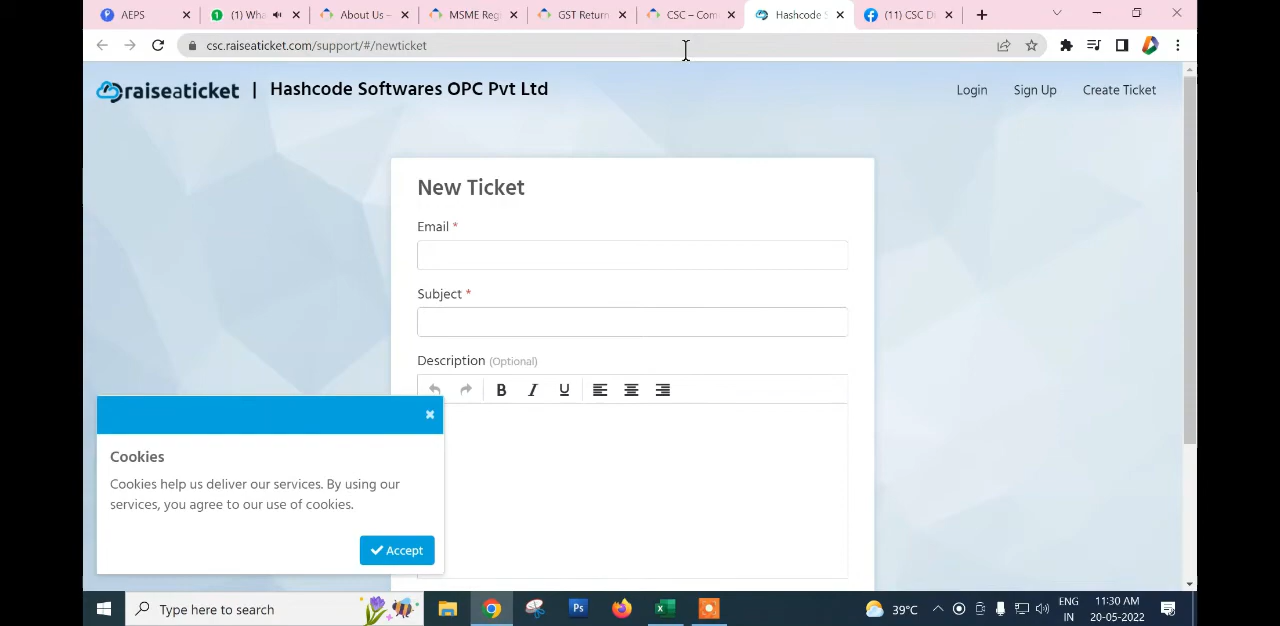 AEPS
(1) Wha
About Us –
MSME Reg
GST Return
CSC – Com
Hashcode S
(11) CSC D
csc.raiseaticket.com/support/#/newticket
raiseaticket | Hashcode Softwares OPC Pvt Ltd
Login
Sign Up
Create Ticket
New Ticket
Email *
Subject *
Description (Optional)
B I U
Cookies
Cookies help us deliver our services. By using our
services, you agree to our use of cookies.
Accept
Type here to search
Ps
39°C
ENG
IN
11:30 AM
20-05-2022